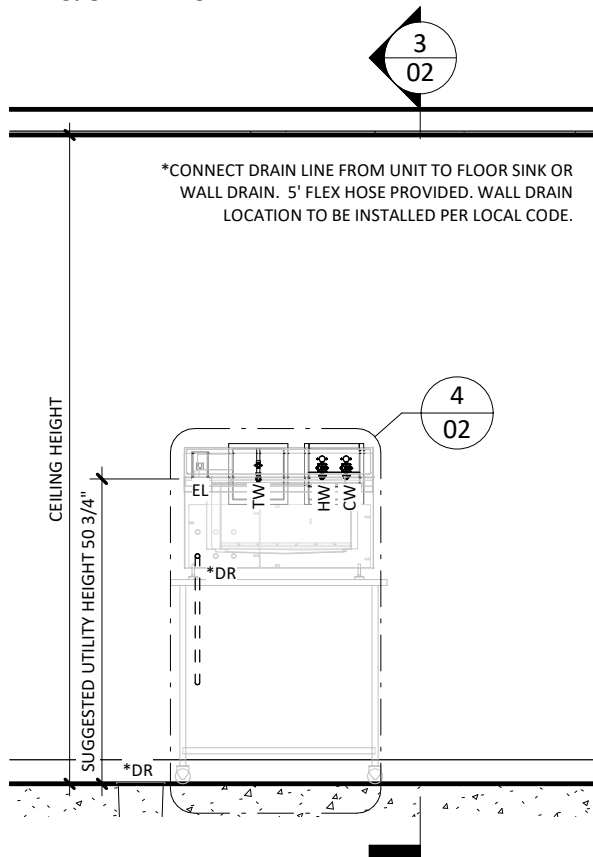 3
02
*CONNECT DRAIN LINE FROM UNIT TO FLOOR SINK OR
WALL DRAIN.  5' FLEX HOSE PROVIDED. WALL DRAIN
LOCATION TO BE INSTALLED PER LOCAL CODE.
4
02
CEILING HEIGHT
SUGGESTED UTILITY HEIGHT 50 3/4"
EL
TW
HW
CW
*DR
*DR